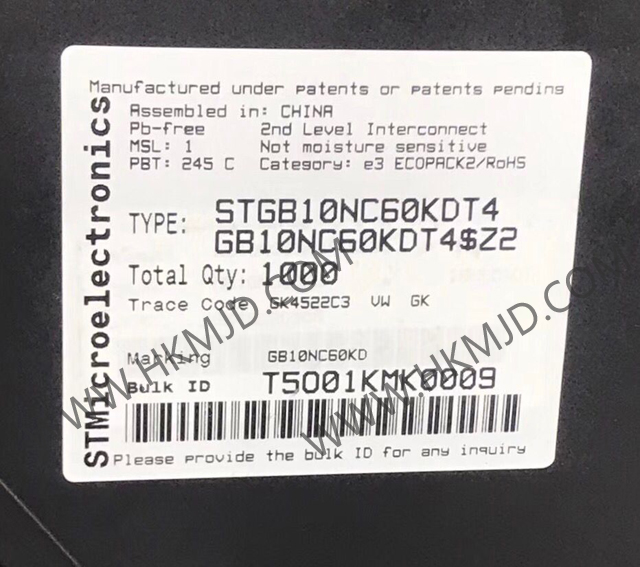 Manufactured under patents or patents pending
Assembled in: CHINA
Pb-free 2nd Level Interconnect
MSL: 1 Not moisture sensitive
PBT: 245 C Category: e3 ECOPACK2/RoHS
STMicroelectronics
TYPE: STGB10NC60KDT4
GB10NC60KDT4$Z2
Total Qty: 1000
Trace Code GK4522C3 VW GK
Marking GB10NC60KD
Bulk ID T5001KMK0009
Please provide the bulk ID for any inquiry
WWW.HKMJD.COM
WWW.HKMJD.COM